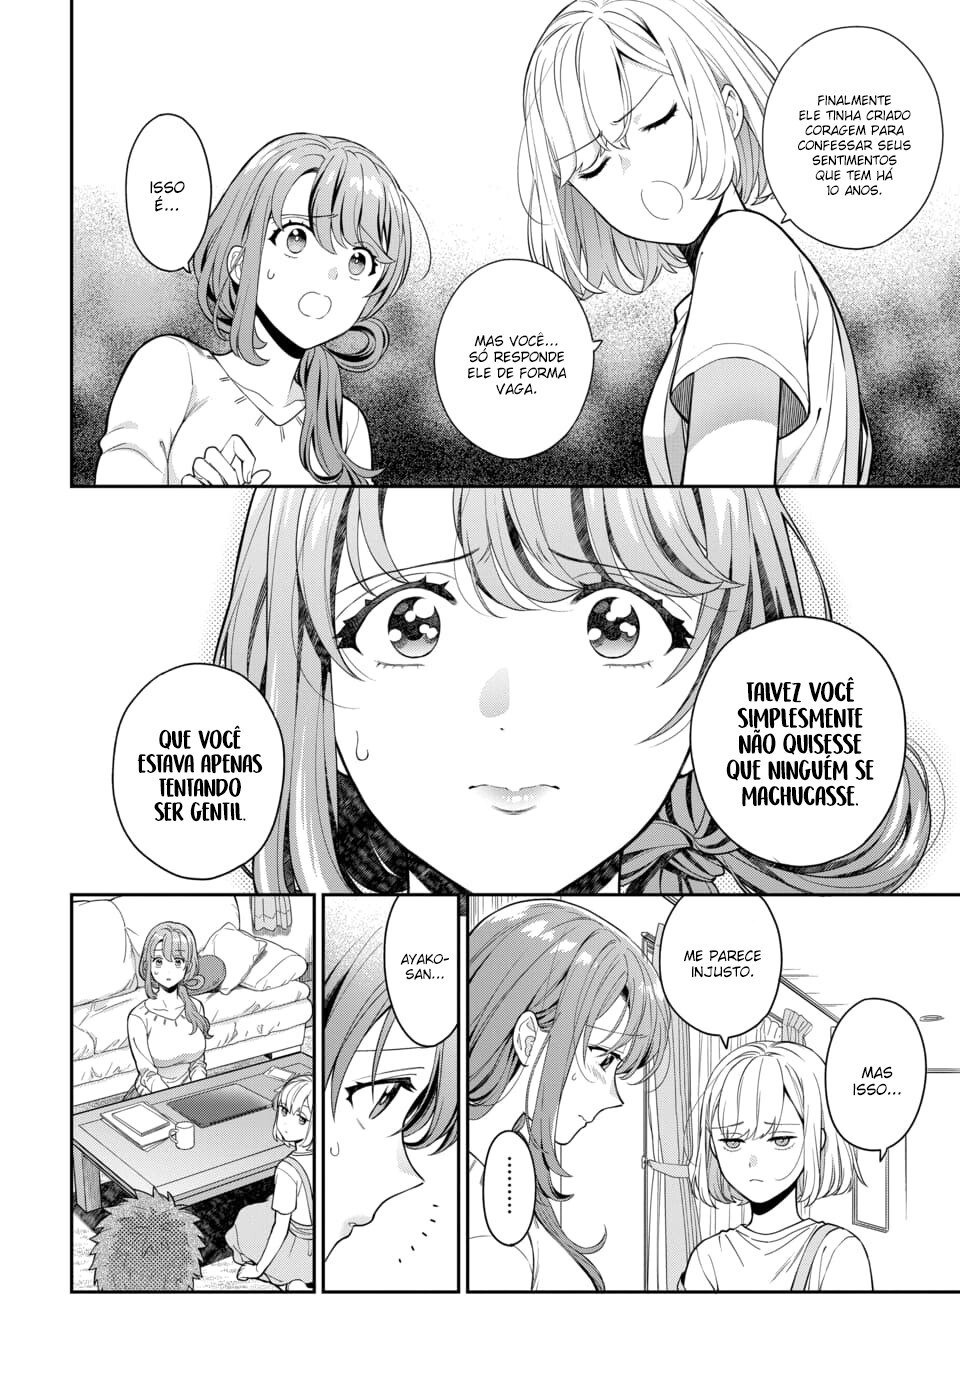 FINALMENTE
ELE TINHA CRIADO
CORAGEM PARA
CONFESSAR SEUS
SENTIMENTOS
QUE TEM HÁ
10 ANOS.
MAS VOCÊ...
SÓ RESPONDE
ELE DE FORMA
VAGA.
ISSO
É...
TALVEZ VOCÊ
SIMPLESMENTE
NÃO QUISESSE
QUE NINGUÉM SE
MACHUCASSE.
QUE VOCÊ
ESTAVA APENAS
TENTANDO
SER GENTIL.
MAS
ISSO...
ME PARECE
INJUSTO.
.........
AYAKO-
SAN...
......